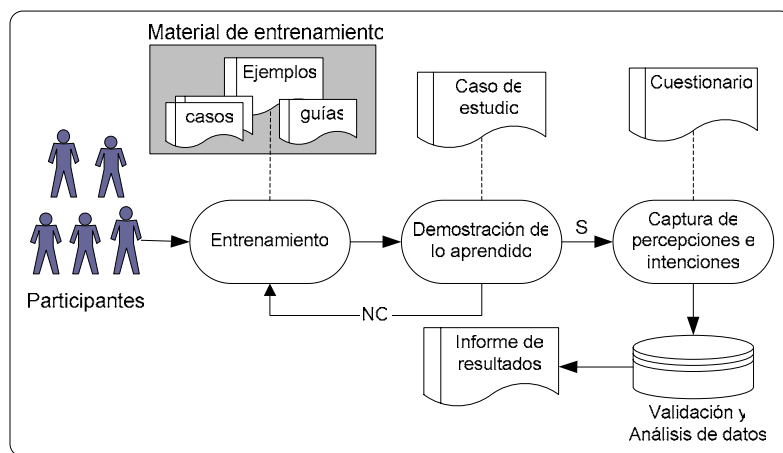 Material de entrenamiento
Ejemplos
casos
guías
Caso de
estudio
Cuestionario
Participantes
Entrenamiento
Demostración de
lo aprendido
S
Captura de
percepciones e
intenciones
NO
Informe de
resultados
Validación y
Análisis de datos